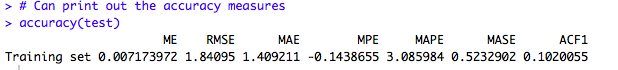 > # Can print out the accuracy measures
> accuracy(test)
ME RMSE MAE MPE MAPE MASE ACF1
Training set 0.007173972 1.84095 1.409211 -0.1438655 3.085984 0.5232902 0.1020055